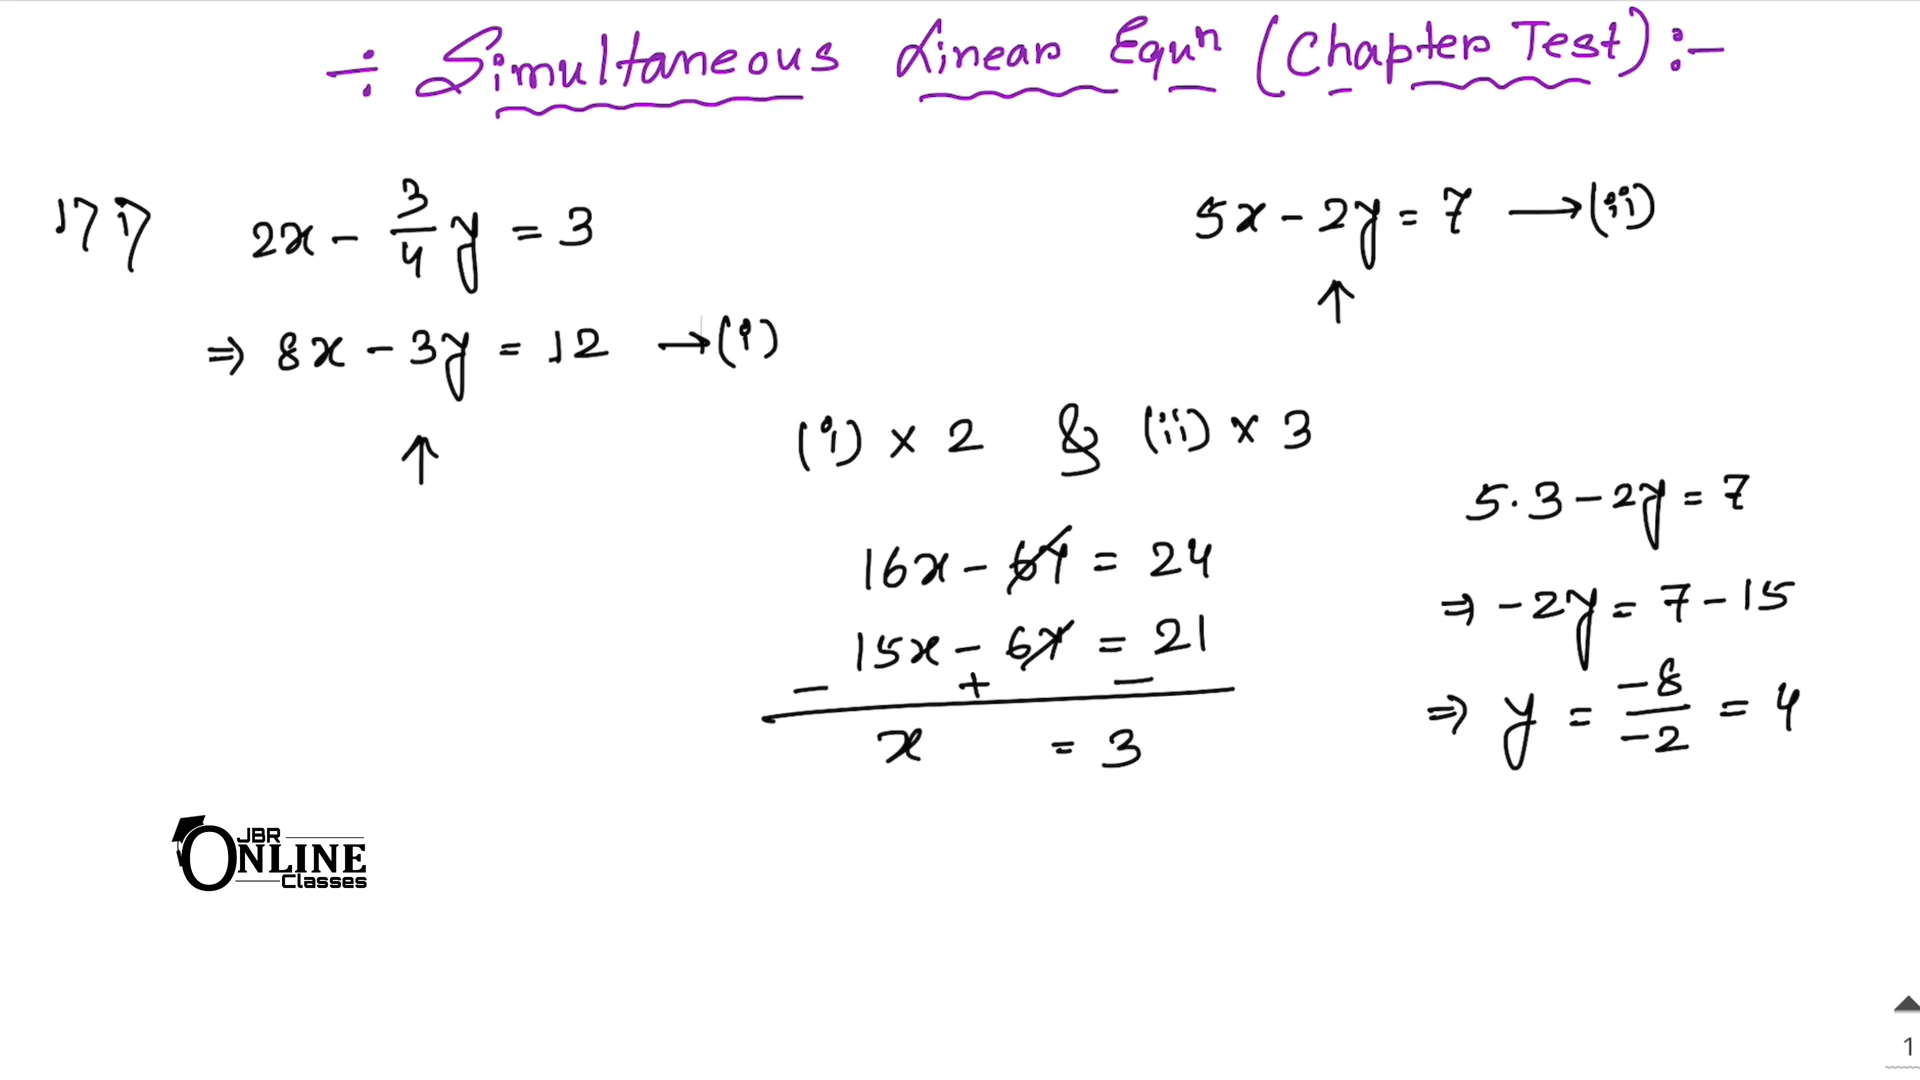 ÷ Simultaneous Linear Equn (Chapter Test) :-
1) i) 2x - 3/4 y = 3
⇒ 8x - 3y = 12 → (i)
↑
5x - 2y = 7 → (ii)
↑
(i) × 2 & (ii) × 3
16x - 6y = 24
15x - 6y = 21
- + -
x = 3
5.3 - 2y = 7
⇒ -2y = 7 - 15
⇒ y = -8/-2 = 4
JBR
ONLINE
Classes
1